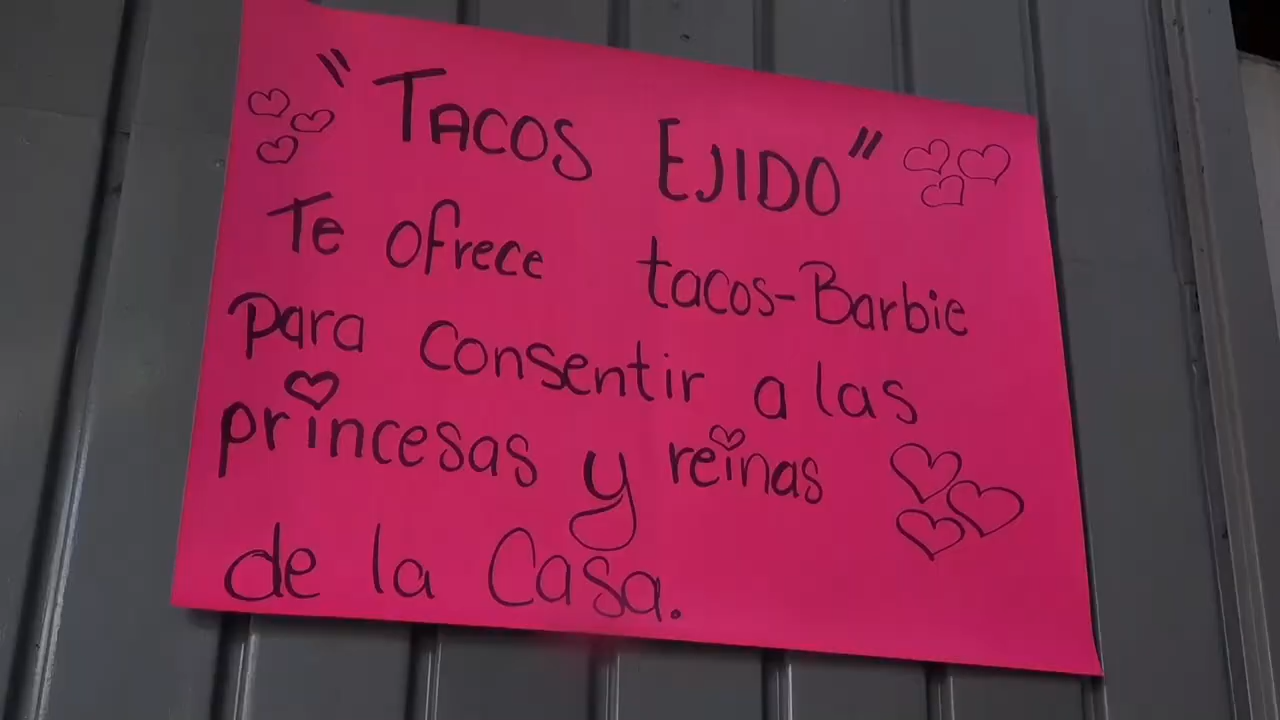 "TACOS EJIDO"
Te ofrece tacos-Barbie
para consentir a las
princesas y reinas
de la Casa.